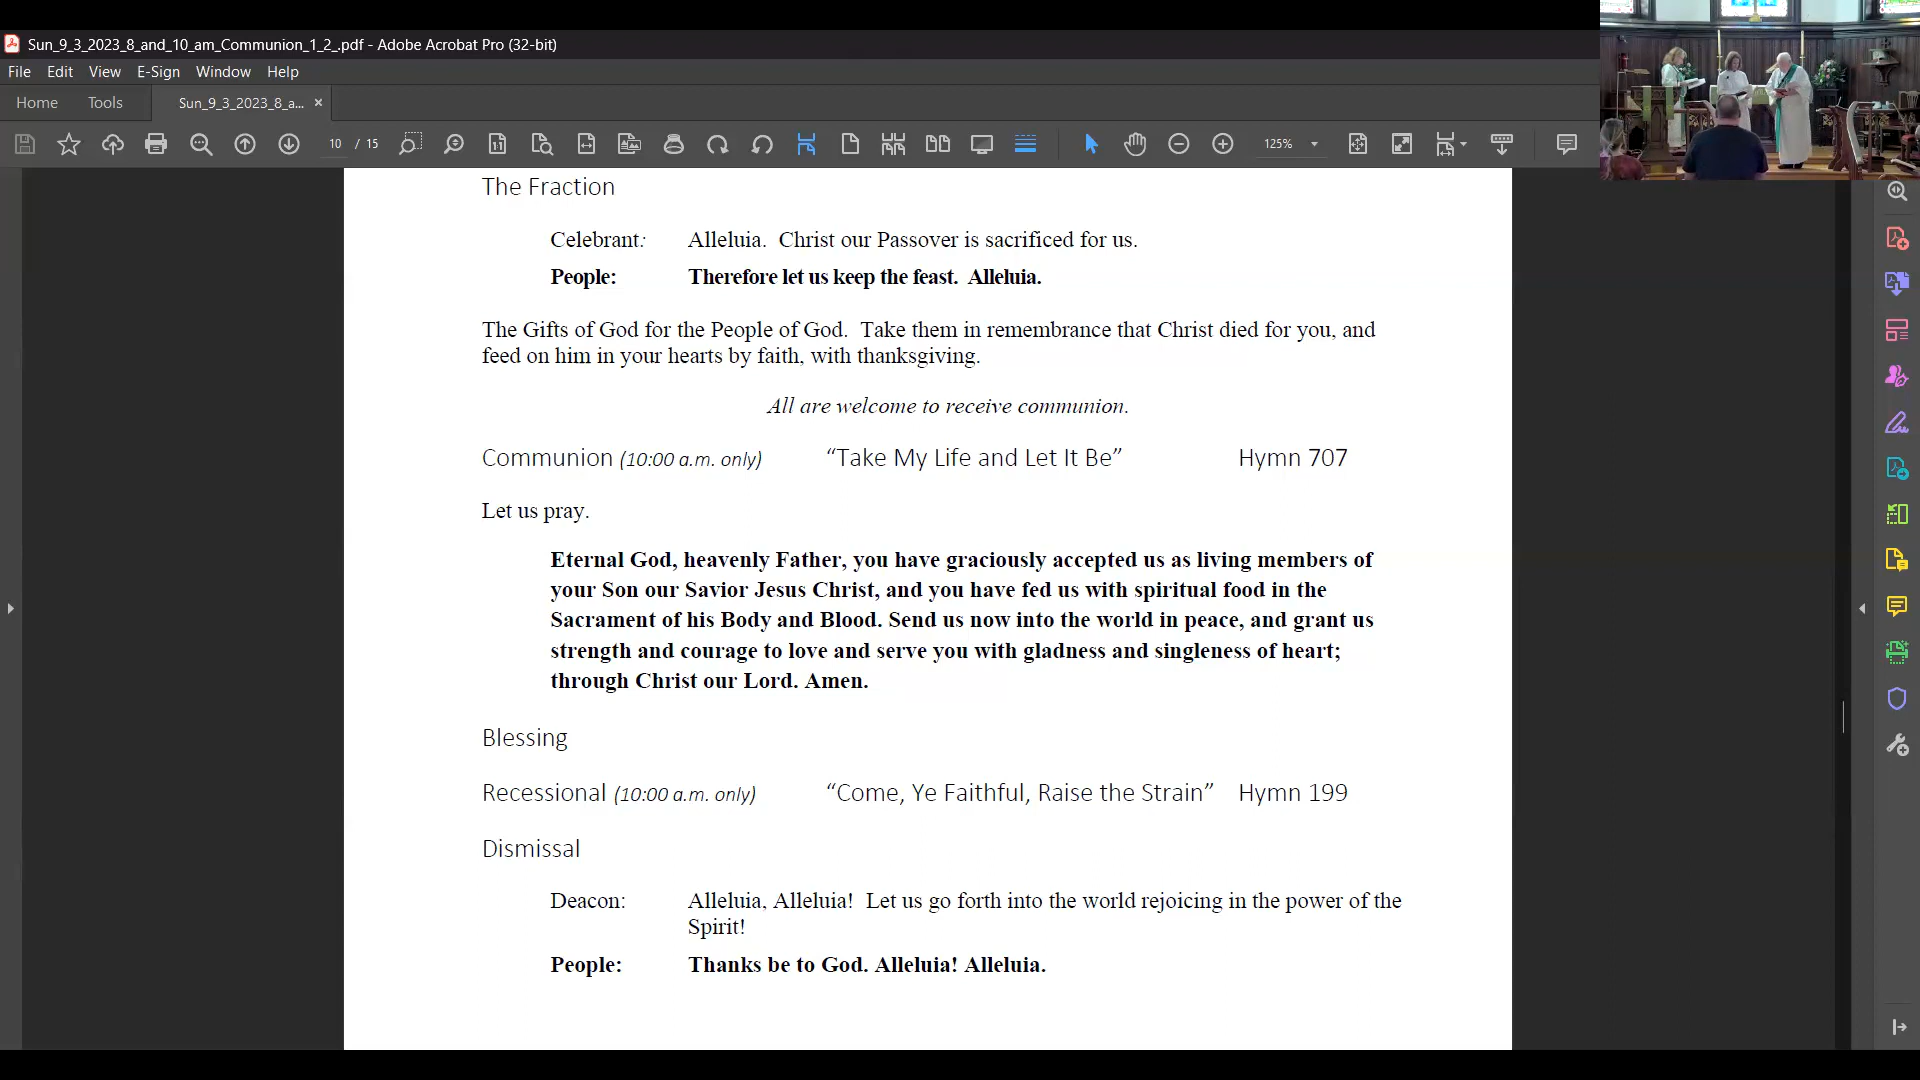 Sun_9_3_2023_8_and_10_am_Communion_1_2_.pdf - Adobe Acrobat Pro (32-bit)
File Edit View E-Sign Window Help
Home Tools Sun_9_3_2023_8_a... ×
10 / 15 125%
The Fraction
Celebrant: Alleluia. Christ our Passover is sacrificed for us.
People: Therefore let us keep the feast. Alleluia.
The Gifts of God for the People of God. Take them in remembrance that Christ died for you, and
feed on him in your hearts by faith, with thanksgiving.
All are welcome to receive communion.
Communion (10:00 a.m. only) “Take My Life and Let It Be” Hymn 707
Let us pray.
Eternal God, heavenly Father, you have graciously accepted us as living members of
your Son our Savior Jesus Christ, and you have fed us with spiritual food in the
Sacrament of his Body and Blood. Send us now into the world in peace, and grant us
strength and courage to love and serve you with gladness and singleness of heart;
through Christ our Lord. Amen.
Blessing
Recessional (10:00 a.m. only) “Come, Ye Faithful, Raise the Strain” Hymn 199
Dismissal
Deacon: Alleluia, Alleluia! Let us go forth into the world rejoicing in the power of the
Spirit!
People: Thanks be to God. Alleluia! Alleluia.